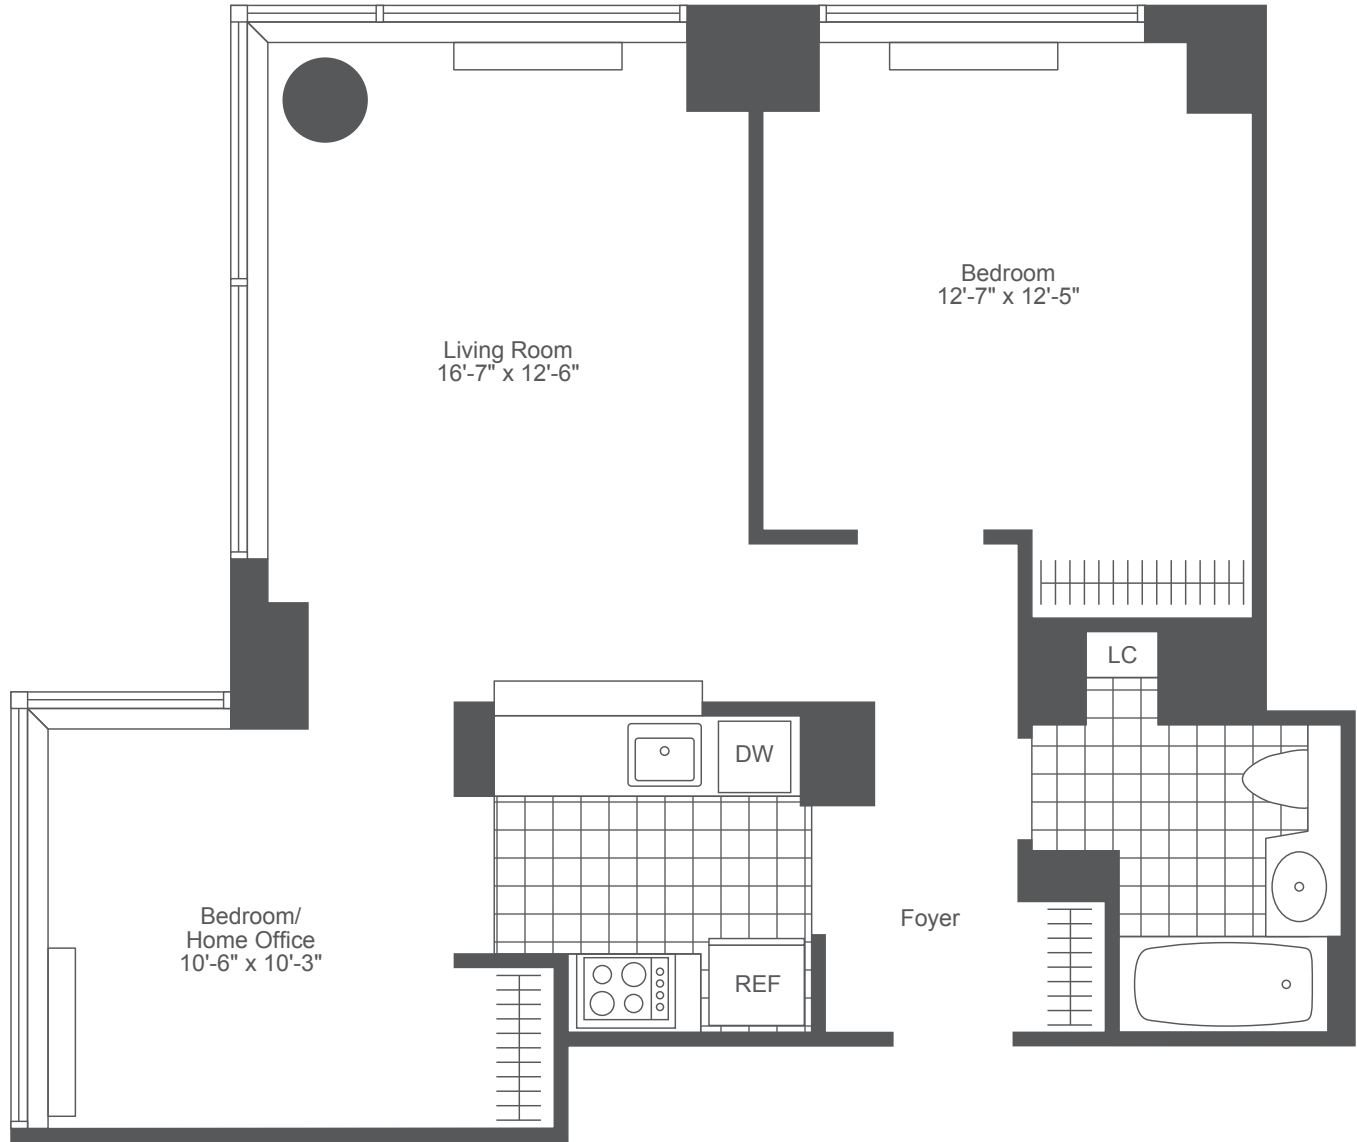 Bedroom
12'-7" x 12'-5"
Living Room
16'-7" x 12'-6"
LC
DW
Bedroom/
Home Office
10'-6" x 10'-3"
Foyer
REF